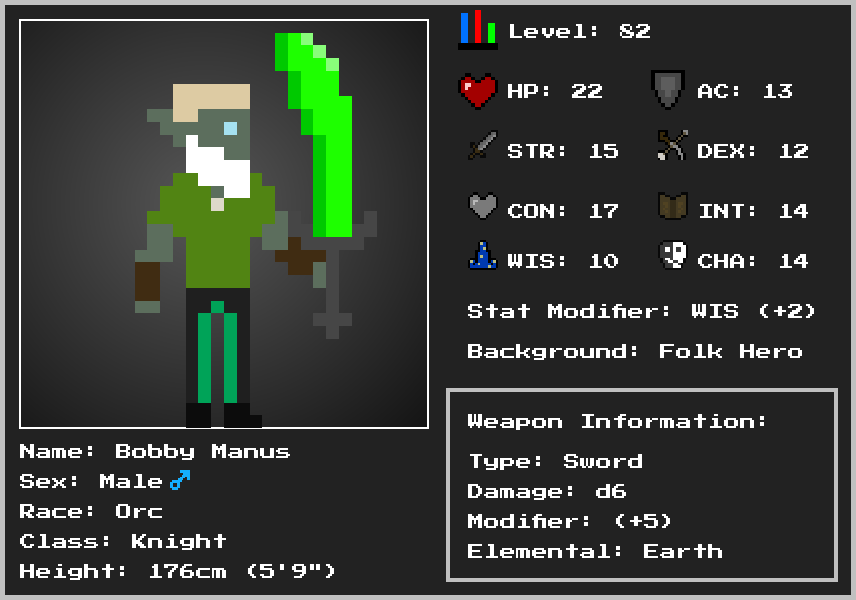 Level: 82
HP: 22
AC: 13
STR: 15
DEX: 12
CON: 17
INT: 14
WIS: 10
CHA: 14
Stat Modifier: WIS (+2)
Background: Folk Hero
Weapon Information:
Type: Sword
Damage: d6
Modifier: (+5)
Elemental: Earth
Name: Bobby Manus
Sex: Male♂
Race: Orc
Class: Knight
Height: 176cm (5'9")